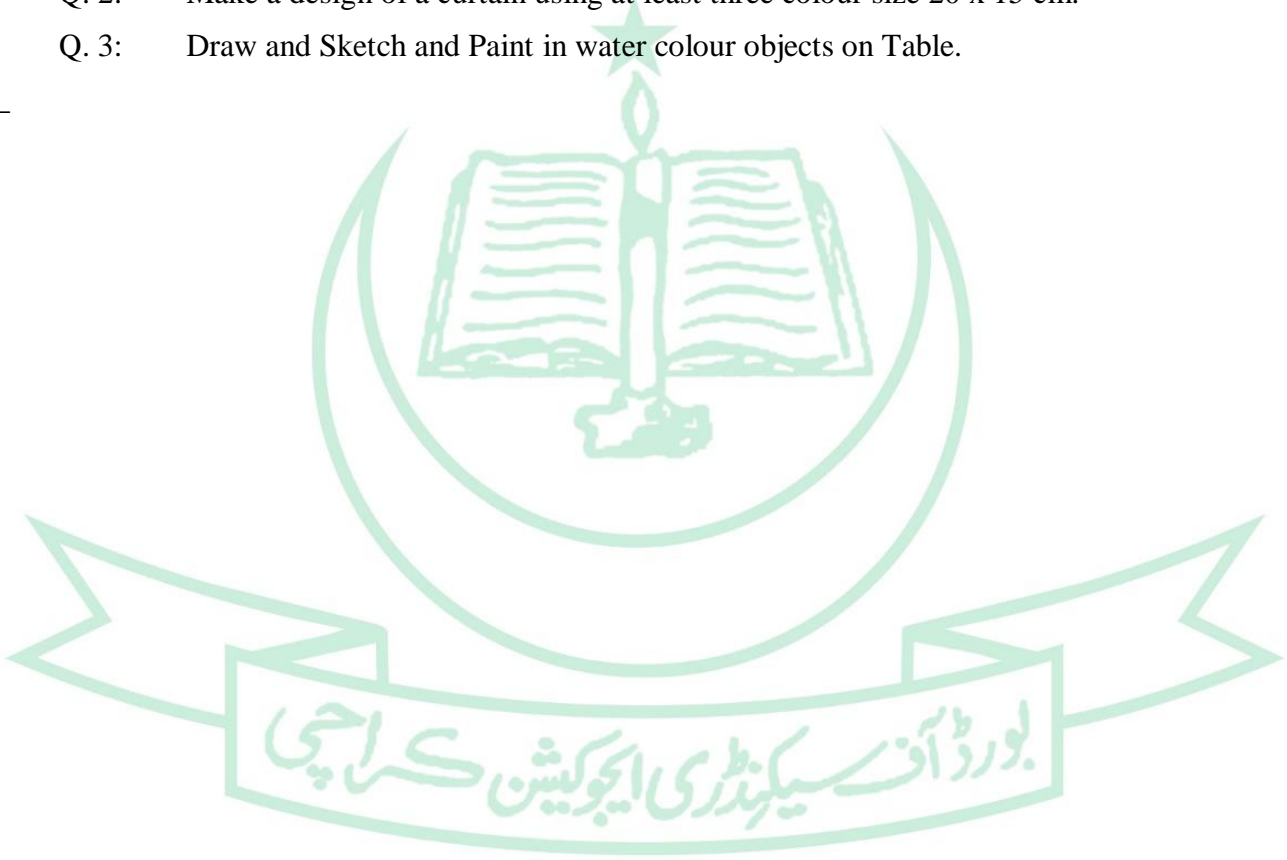 Q. 2: Make a design of a curtain using at least three colour size 20 x 15 cm.
Q. 3: Draw and Sketch and Paint in water colour objects on Table.
بورڈ آف سیکینڈری ایجوکیشن کراچی